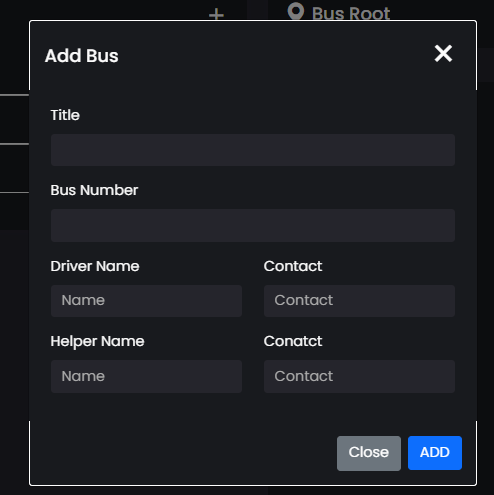 Bus Root
Add Bus
Title
Bus Number
Driver Name Contact
Name Contact
Helper Name Conatct
Name Contact
Close ADD